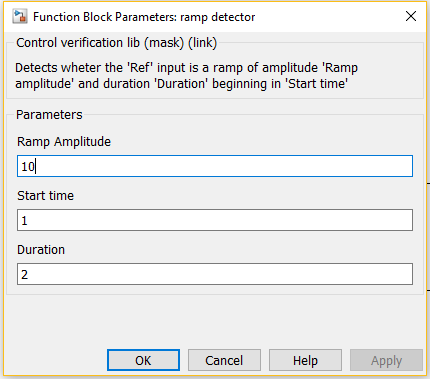 Function Block Parameters: ramp detector
Control verification lib (mask) (link)
Detects wheter the 'Ref' input is a ramp of amplitude 'Ramp
amplitude' and duration 'Duration' beginning in 'Start time'
Parameters
Ramp Amplitude
10
Start time
1
Duration
2
OK Cancel Help Apply